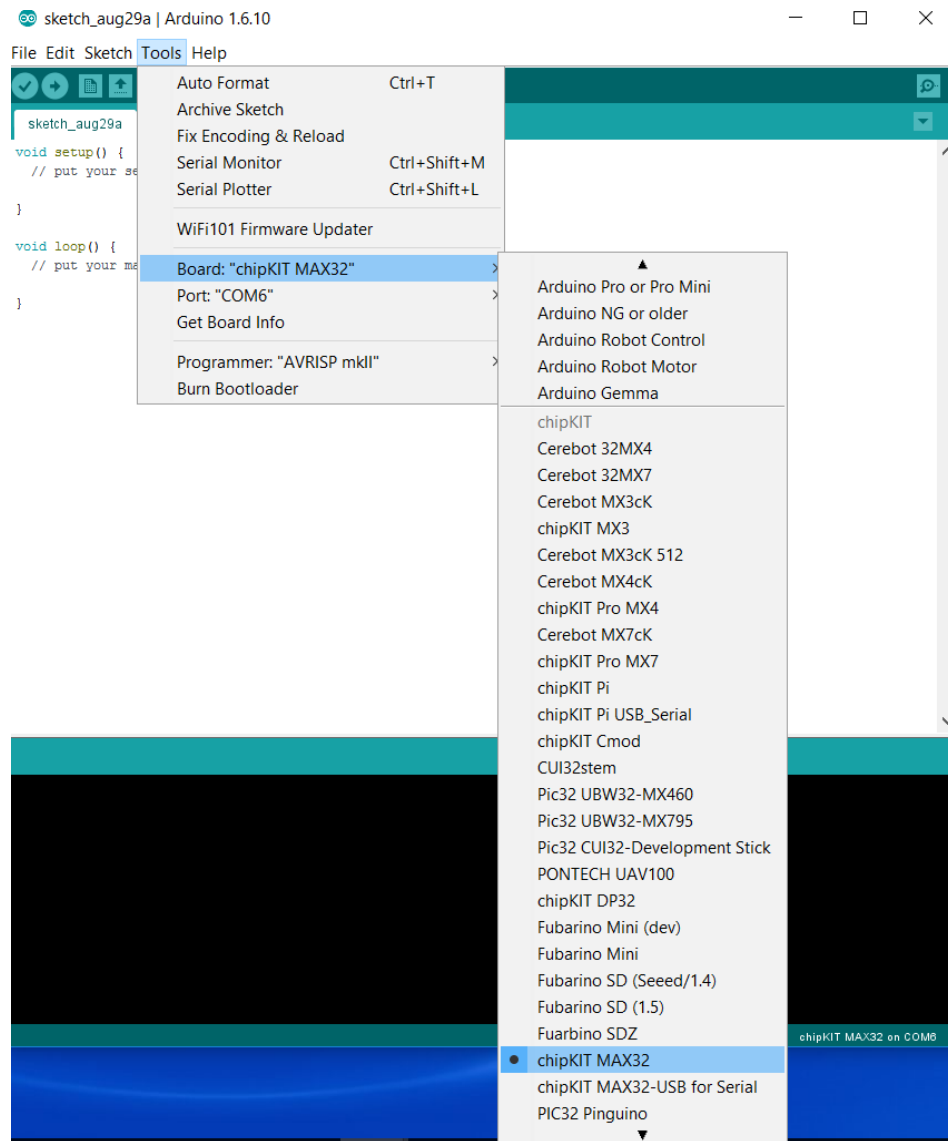 sketch_aug29a | Arduino 1.6.10
File Edit Sketch Tools Help
sketch_aug29a
void setup() {
// put your se
}
void loop() {
// put your ma
}
Auto Format Ctrl+T
Archive Sketch
Fix Encoding & Reload
Serial Monitor Ctrl+Shift+M
Serial Plotter Ctrl+Shift+L
WiFi101 Firmware Updater
Board: "chipKIT MAX32"
Port: "COM6"
Get Board Info
Programmer: "AVRISP mkII"
Burn Bootloader
Arduino Pro or Pro Mini
Arduino NG or older
Arduino Robot Control
Arduino Robot Motor
Arduino Gemma
chipKIT
Cerebot 32MX4
Cerebot 32MX7
Cerebot MX3cK
chipKIT MX3
Cerebot MX3cK 512
Cerebot MX4cK
chipKIT Pro MX4
Cerebot MX7cK
chipKIT Pro MX7
chipKIT Pi
chipKIT Pi USB_Serial
chipKIT Cmod
CUI32stem
Pic32 UBW32-MX460
Pic32 UBW32-MX795
Pic32 CUI32-Development Stick
PONTECH UAV100
chipKIT DP32
Fubarino Mini (dev)
Fubarino Mini
Fubarino SD (Seeed/1.4)
Fubarino SD (1.5)
Fuarbino SDZ
chipKIT MAX32
chipKIT MAX32-USB for Serial
PIC32 Pinguino
chipKIT MAX32 on COM6